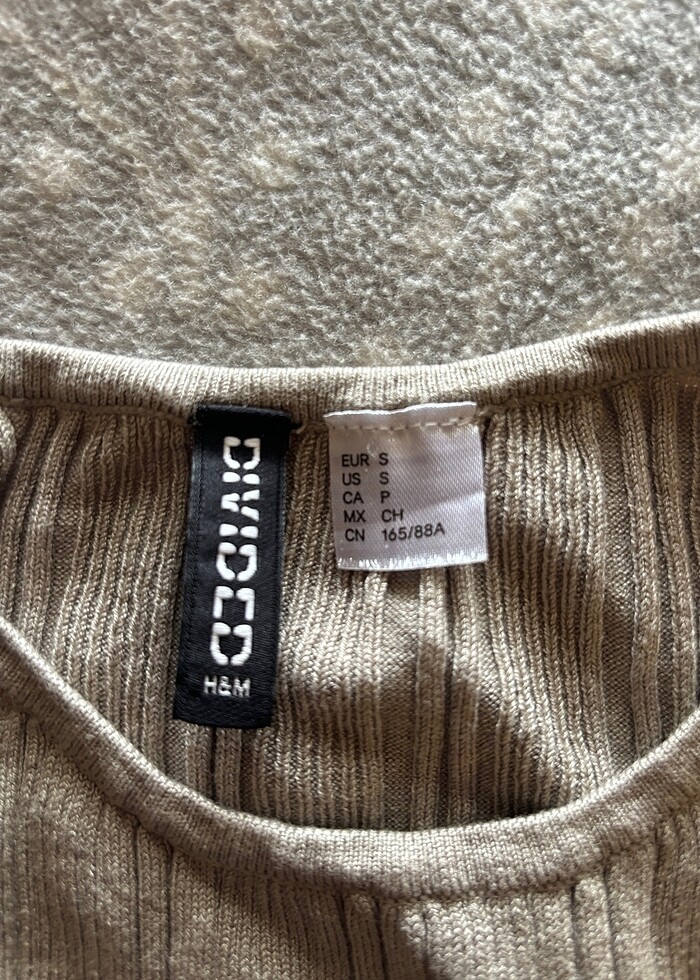 DIVIDED
H&M
EUR S
US S
CA P
MX CH
CN 165/88A